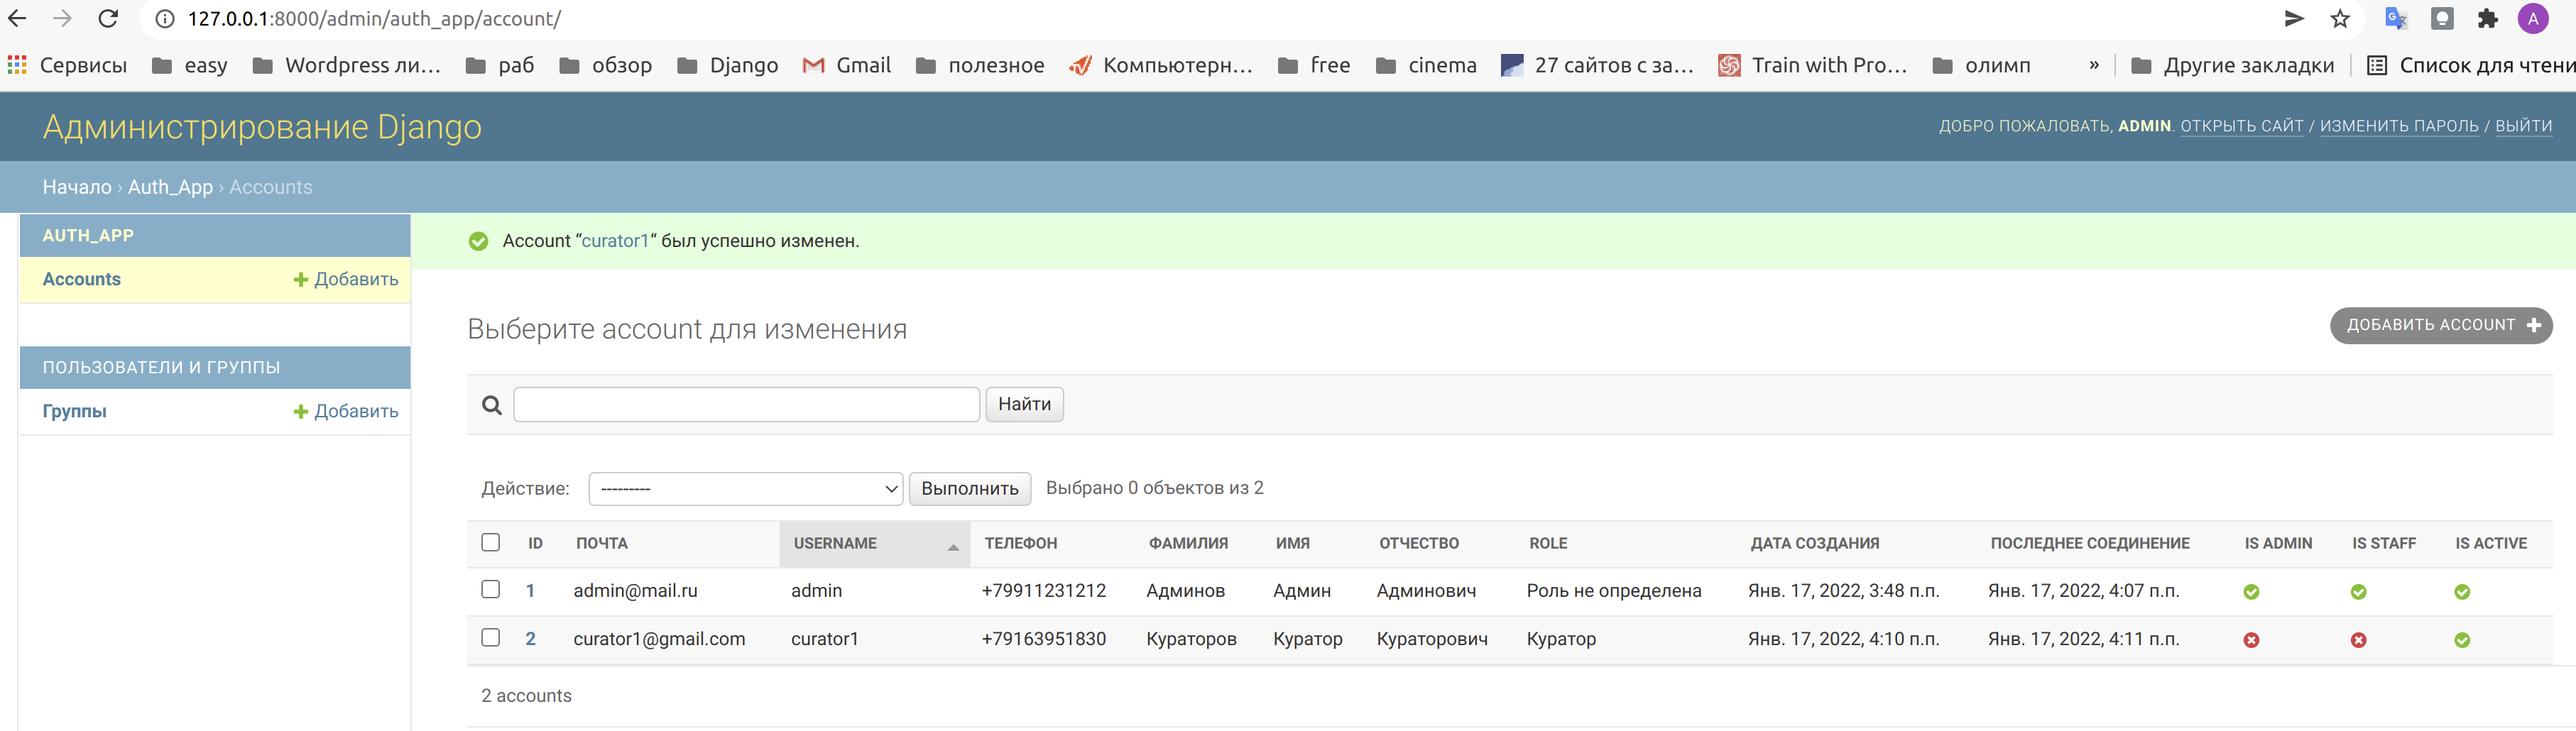 127.0.0.1:8000/admin/auth_app/account/
A
Сервисы easy Wordpress ли... раб обзор Django Gmail полезное Компьютерн... free cinema 27 сайтов с за... Train with Pro... олимп » Другие закладки Список для чтени
Администрирование Django
ДОБРО ПОЖАЛОВАТЬ, ADMIN. ОТКРЫТЬ САЙТ / ИЗМЕНИТЬ ПАРОЛЬ / ВЫЙТИ
Начало › Auth_App › Accounts
AUTH_APP
Accounts + Добавить
ПОЛЬЗОВАТЕЛИ И ГРУППЫ
Группы + Добавить
Account “curator1“ был успешно изменен.
Выберите account для изменения
ДОБАВИТЬ ACCOUNT +
Найти
Действие: --------- Выполнить Выбрано 0 объектов из 2
ID ПОЧТА USERNAME ТЕЛЕФОН ФАМИЛИЯ ИМЯ ОТЧЕСТВО ROLE ДАТА СОЗДАНИЯ ПОСЛЕДНЕЕ СОЕДИНЕНИЕ IS ADMIN IS STAFF IS ACTIVE
1 admin@mail.ru admin +79911231212 Админов Админ Админович Роль не определена Янв. 17, 2022, 3:48 п.п. Янв. 17, 2022, 4:07 п.п.
2 curator1@gmail.com curator1 +79163951830 Кураторов Куратор Кураторович Куратор Янв. 17, 2022, 4:10 п.п. Янв. 17, 2022, 4:11 п.п.
2 accounts